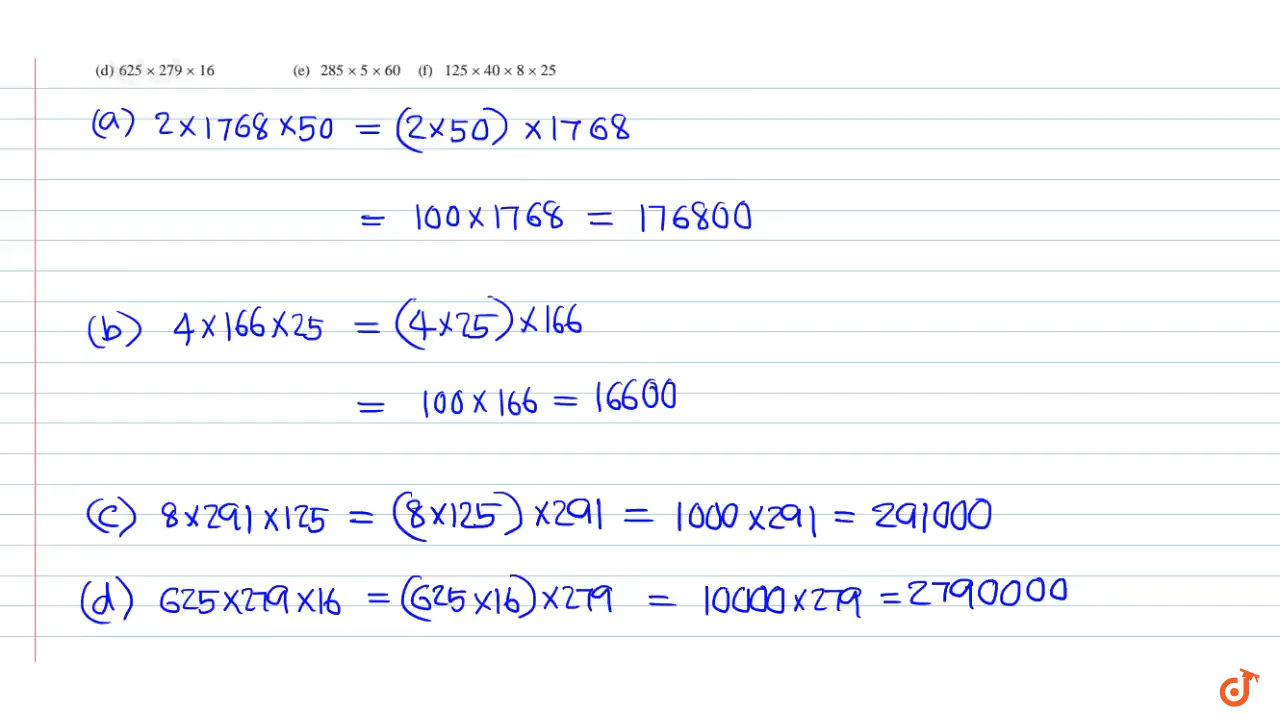 (d) 625 × 279 × 16 (e) 285 × 5 × 60 (f) 125 × 40 × 8 × 25
(a) 2 × 1768 × 50 = (2 × 50) × 1768
= 100 × 1768 = 176800
(b) 4 × 166 × 25 = (4 × 25) × 166
= 100 × 166 = 16600
(c) 8 × 291 × 125 = (8 × 125) × 291 = 1000 × 291 = 291000
(d) 625 × 279 × 16 = (625 × 16) × 279 = 10000 × 279 = 2790000